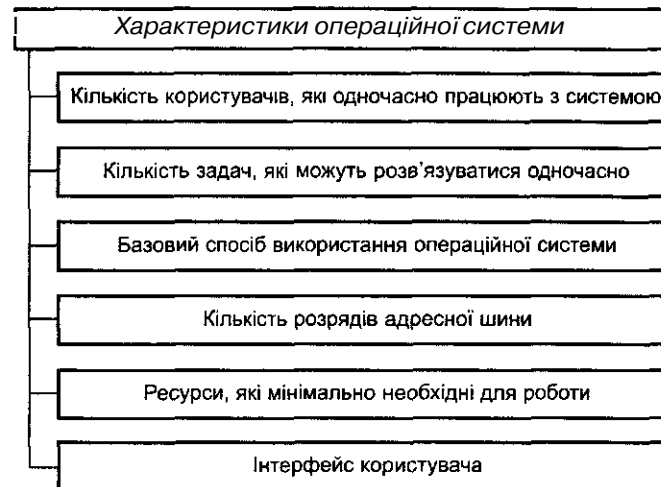 Характеристики операційної системи
Кількість користувачів, які одночасно працюють з системою
Кількість задач, які можуть розв'язуватися одночасно
Базовий спосіб використання операційної системи
Кількість розрядів адресної шини
Ресурси, які мінімально необхідні для роботи
Інтерфейс користувача